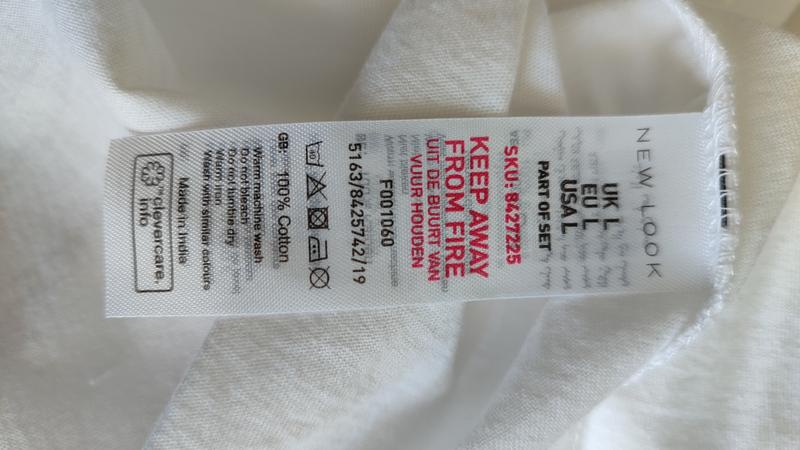 NEW LOOK
UK L
EU L
USA L
PART OF SET
SKU: 8427225
KEEP AWAY
FROM FIRE
UIT DE BUURT VAN
VUUR HOUDEN
F001060
5163/8425742/19
GB: 100% Cotton
Warm machine wash
Do not bleach
Do not tumble dry
Warm iron
Wash with similar colours
Made in India
clevercare.
info